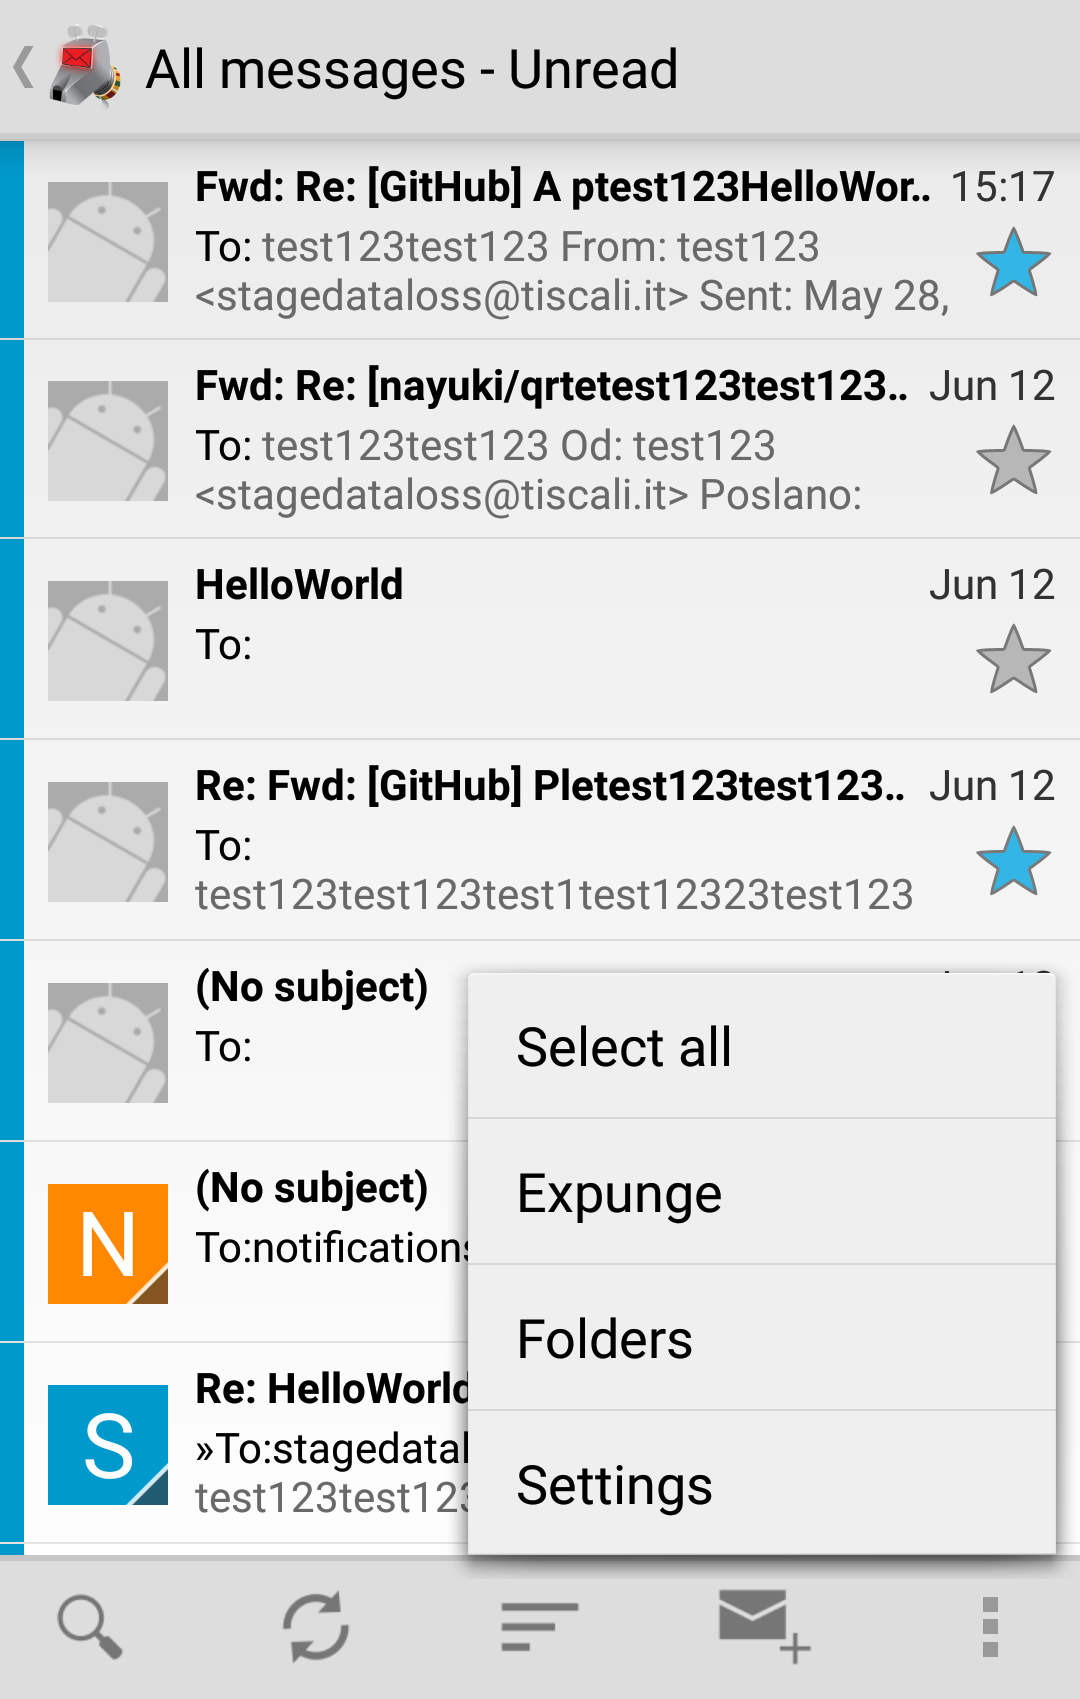 All messages - Unread
Fwd: Re: [GitHub] A ptest123HelloWor.. 15:17
To: test123test123 From: test123
<stagedataloss@tiscali.it> Sent: May 28,
Fwd: Re: [nayuki/qrtetest123test123.. Jun 12
To: test123test123 Od: test123
<stagedataloss@tiscali.it> Poslano:
HelloWorld Jun 12
To:
Re: Fwd: [GitHub] Pletest123test123.. Jun 12
To:
test123test123test1test12323test123
(No subject)
To:
(No subject)
N
To:notifications
Re: HelloWorld
S
»To:stagedatal
test123test123
Select all
Expunge
Folders
Settings